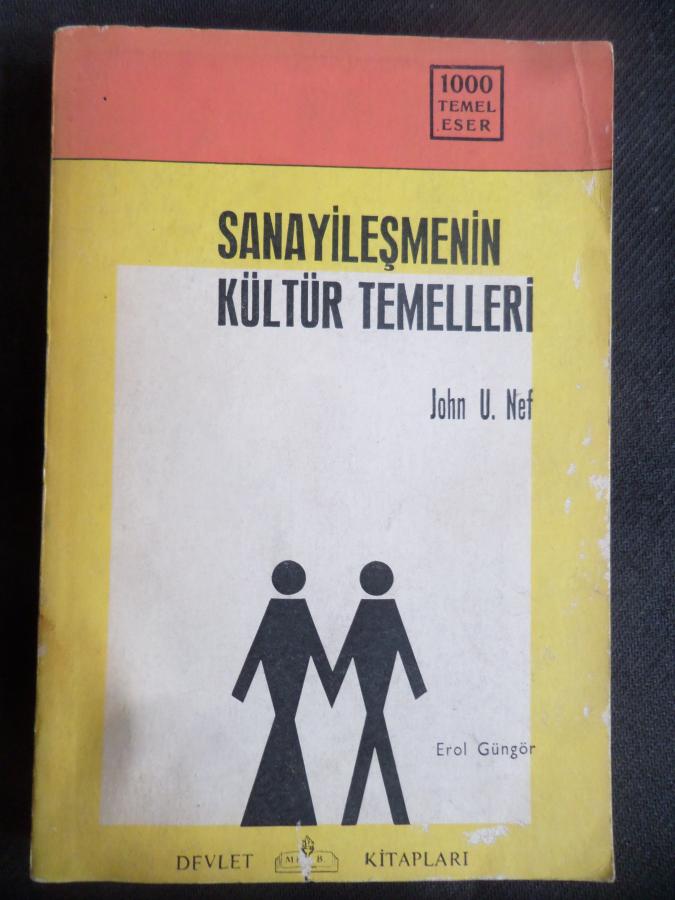 1000
TEMEL
ESER
SANAYİLEŞMENİN
KÜLTÜR TEMELLERİ
John U. Nef
Erol Güngör
DEVLET KİTAPLARI